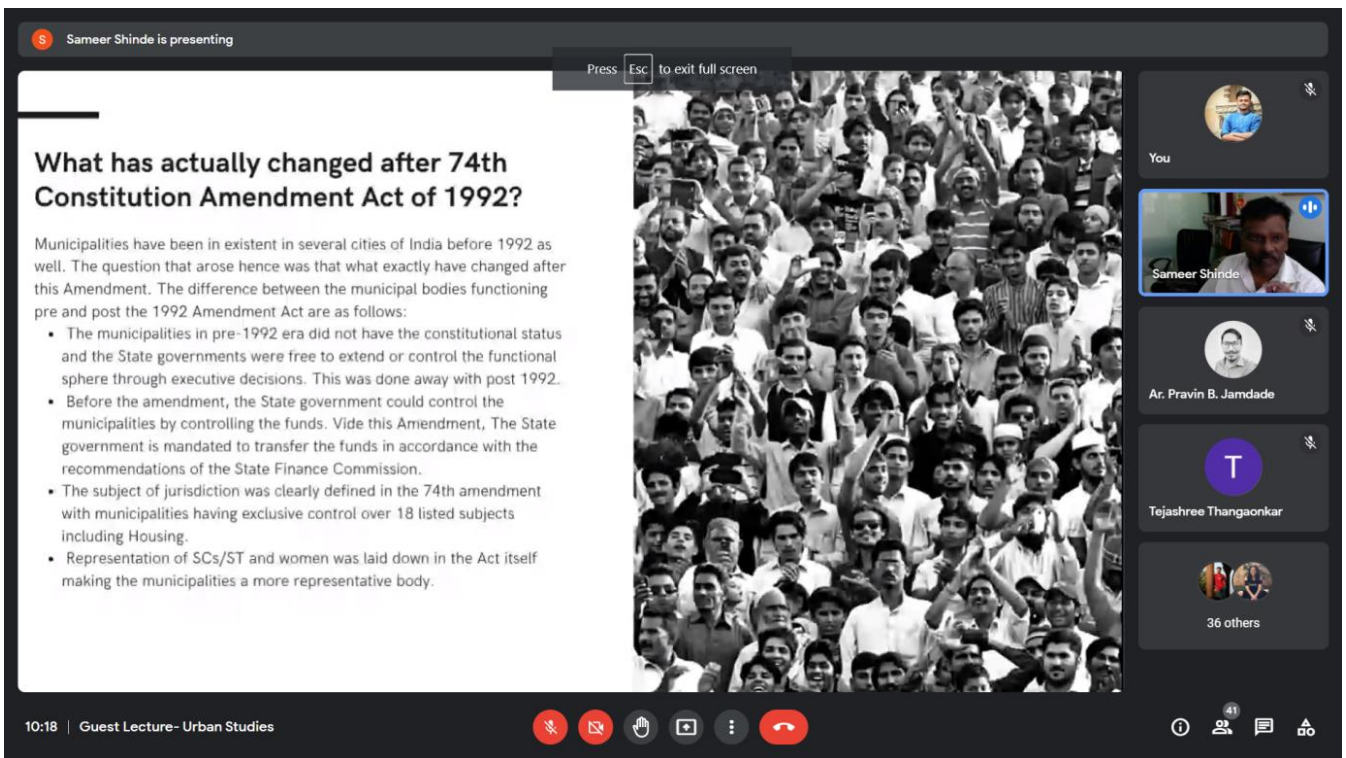 S Sameer Shinde is presenting
Press Esc to exit full screen
What has actually changed after 74th
Constitution Amendment Act of 1992?
Municipalities have been in existent in several cities of India before 1992 as
well. The question that arose hence was that what exactly have changed after
this Amendment. The difference between the municipal bodies functioning
pre and post the 1992 Amendment Act are as follows:
• The municipalities in pre-1992 era did not have the constitutional status
and the State governments were free to extend or control the functional
sphere through executive decisions. This was done away with post 1992.
• Before the amendment, the State government could control the
municipalities by controlling the funds. Vide this Amendment, The State
government is mandated to transfer the funds in accordance with the
recommendations of the State Finance Commission.
• The subject of jurisdiction was clearly defined in the 74th amendment
with municipalities having exclusive control over 18 listed subjects
including Housing.
• Representation of SCs/ST and women was laid down in the Act itself
making the municipalities a more representative body.
You
Sameer Shinde
Ar. Pravin B. Jamdade
T
Tejashree Thangaonkar
36 others
10:18 | Guest Lecture- Urban Studies
41